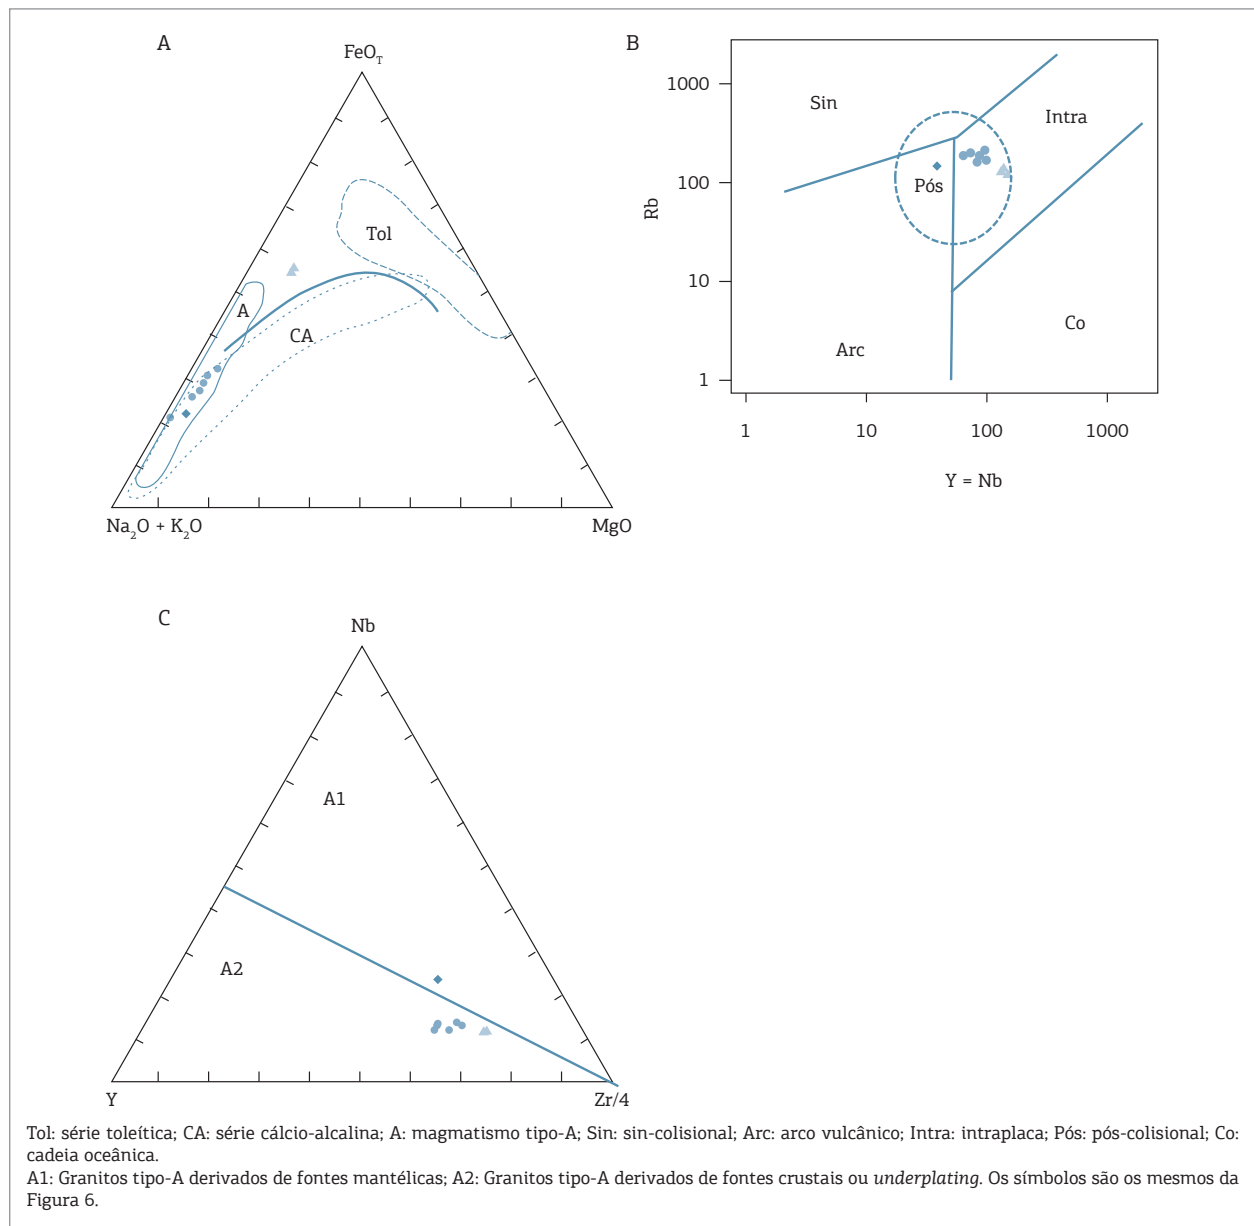 A
FeO_T
Tol
A
CA
Na₂O + K₂O
MgO
B
1000
100
10
1
Rb
Sin
Intra
Pós
Arc
Co
1 10 100 1000
Y = Nb
C
Nb
A1
A2
Y
Zr/4
Tol: série toleítica; CA: série cálcio-alcalina; A: magmatismo tipo-A; Sin: sin-colisional; Arc: arco vulcânico; Intra: intraplaca; Pós: pós-colisional; Co:
cadeia oceânica.
A1: Granitos tipo-A derivados de fontes mantélicas; A2: Granitos tipo-A derivados de fontes crustais ou underplating. Os símbolos são os mesmos da
Figura 6.